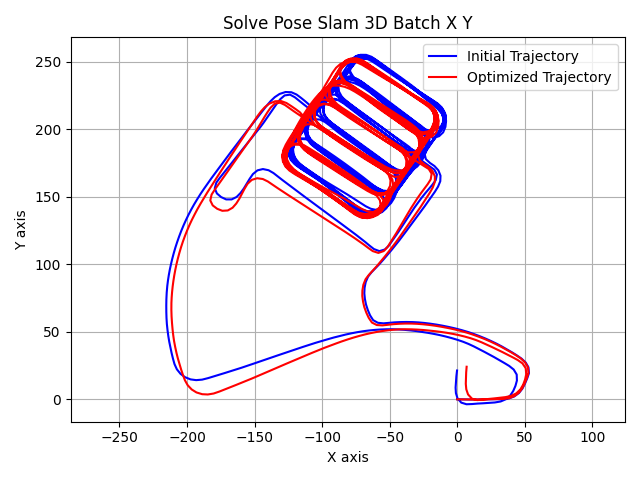 Solve Pose Slam 3D Batch X Y
Initial Trajectory
Optimized Trajectory
Y axis
250
200
150
100
50
0
−250 −200 −150 −100 −50 0 50 100
X axis